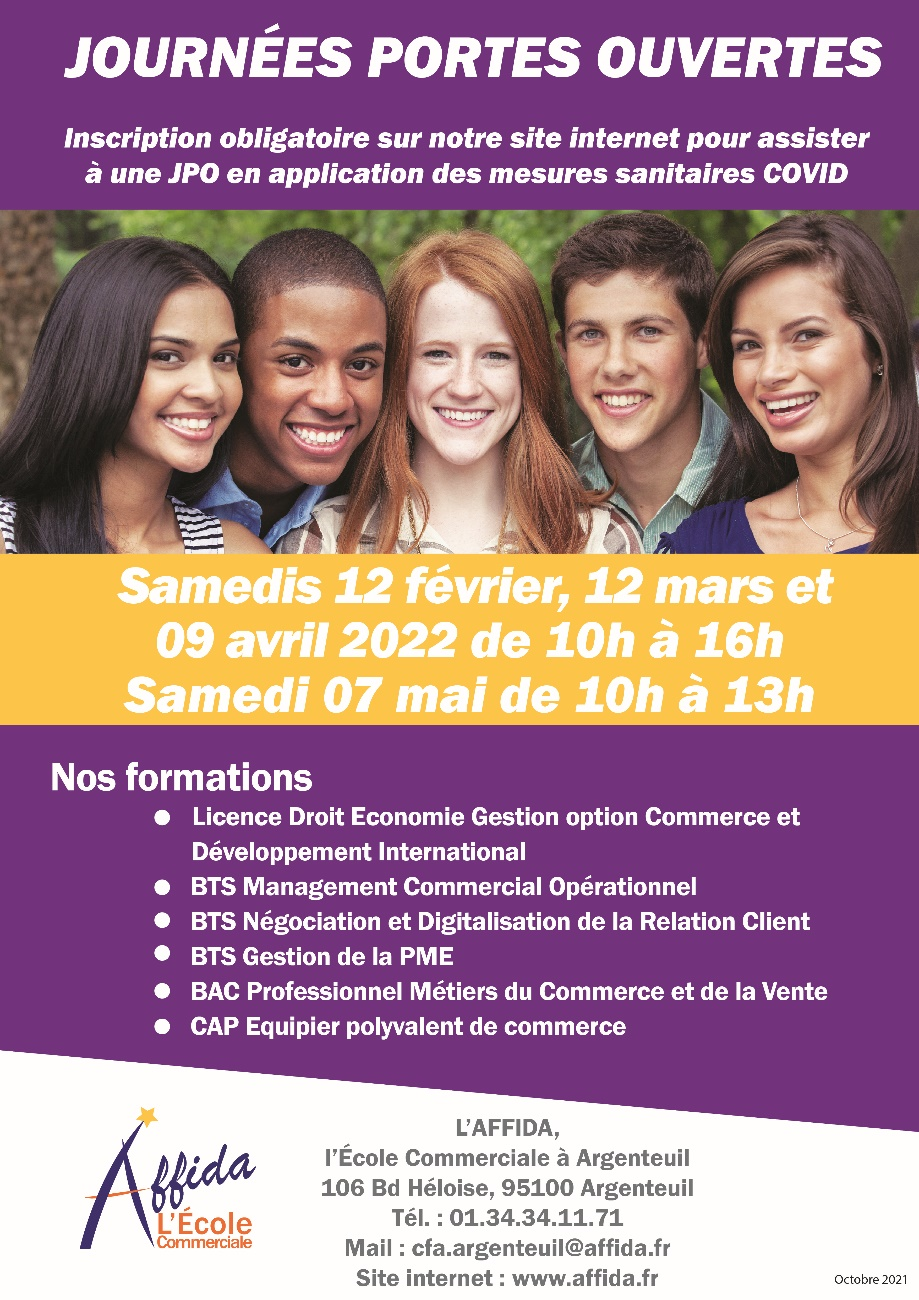 JOURNÉES PORTES OUVERTES
Inscription obligatoire sur notre site internet pour assister
à une JPO en application des mesures sanitaires COVID
Samedis 12 février, 12 mars et
09 avril 2022 de 10h à 16h
Samedi 07 mai de 10h à 13h
Nos formations
● Licence Droit Economie Gestion option Commerce et
Développement International
● BTS Management Commercial Opérationnel
● BTS Négociation et Digitalisation de la Relation Client
● BTS Gestion de la PME
● BAC Professionnel Métiers du Commerce et de la Vente
● CAP Equipier polyvalent de commerce
Affida
L'École
Commerciale
L'AFFIDA,
l'École Commerciale à Argenteuil
106 Bd Héloise, 95100 Argenteuil
Tél. : 01.34.34.11.71
Mail : cfa.argenteuil@affida.fr
Site internet : www.affida.fr
Octobre 2021